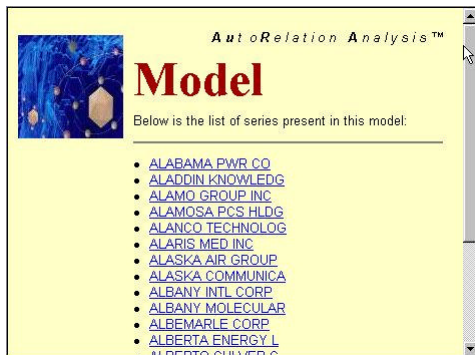 AutoRelation Analysis™
Model
Below is the list of series present in this model:
ALABAMA PWR CO
ALADDIN KNOWLEDG
ALAMO GROUP INC
ALAMOSA PCS HLDG
ALANCO TECHNOLOG
ALARIS MED INC
ALASKA AIR GROUP
ALASKA COMMUNICA
ALBANY INTL CORP
ALBANY MOLECULAR
ALBEMARLE CORP
ALBERTA ENERGY L
ALBERTO CULVER C